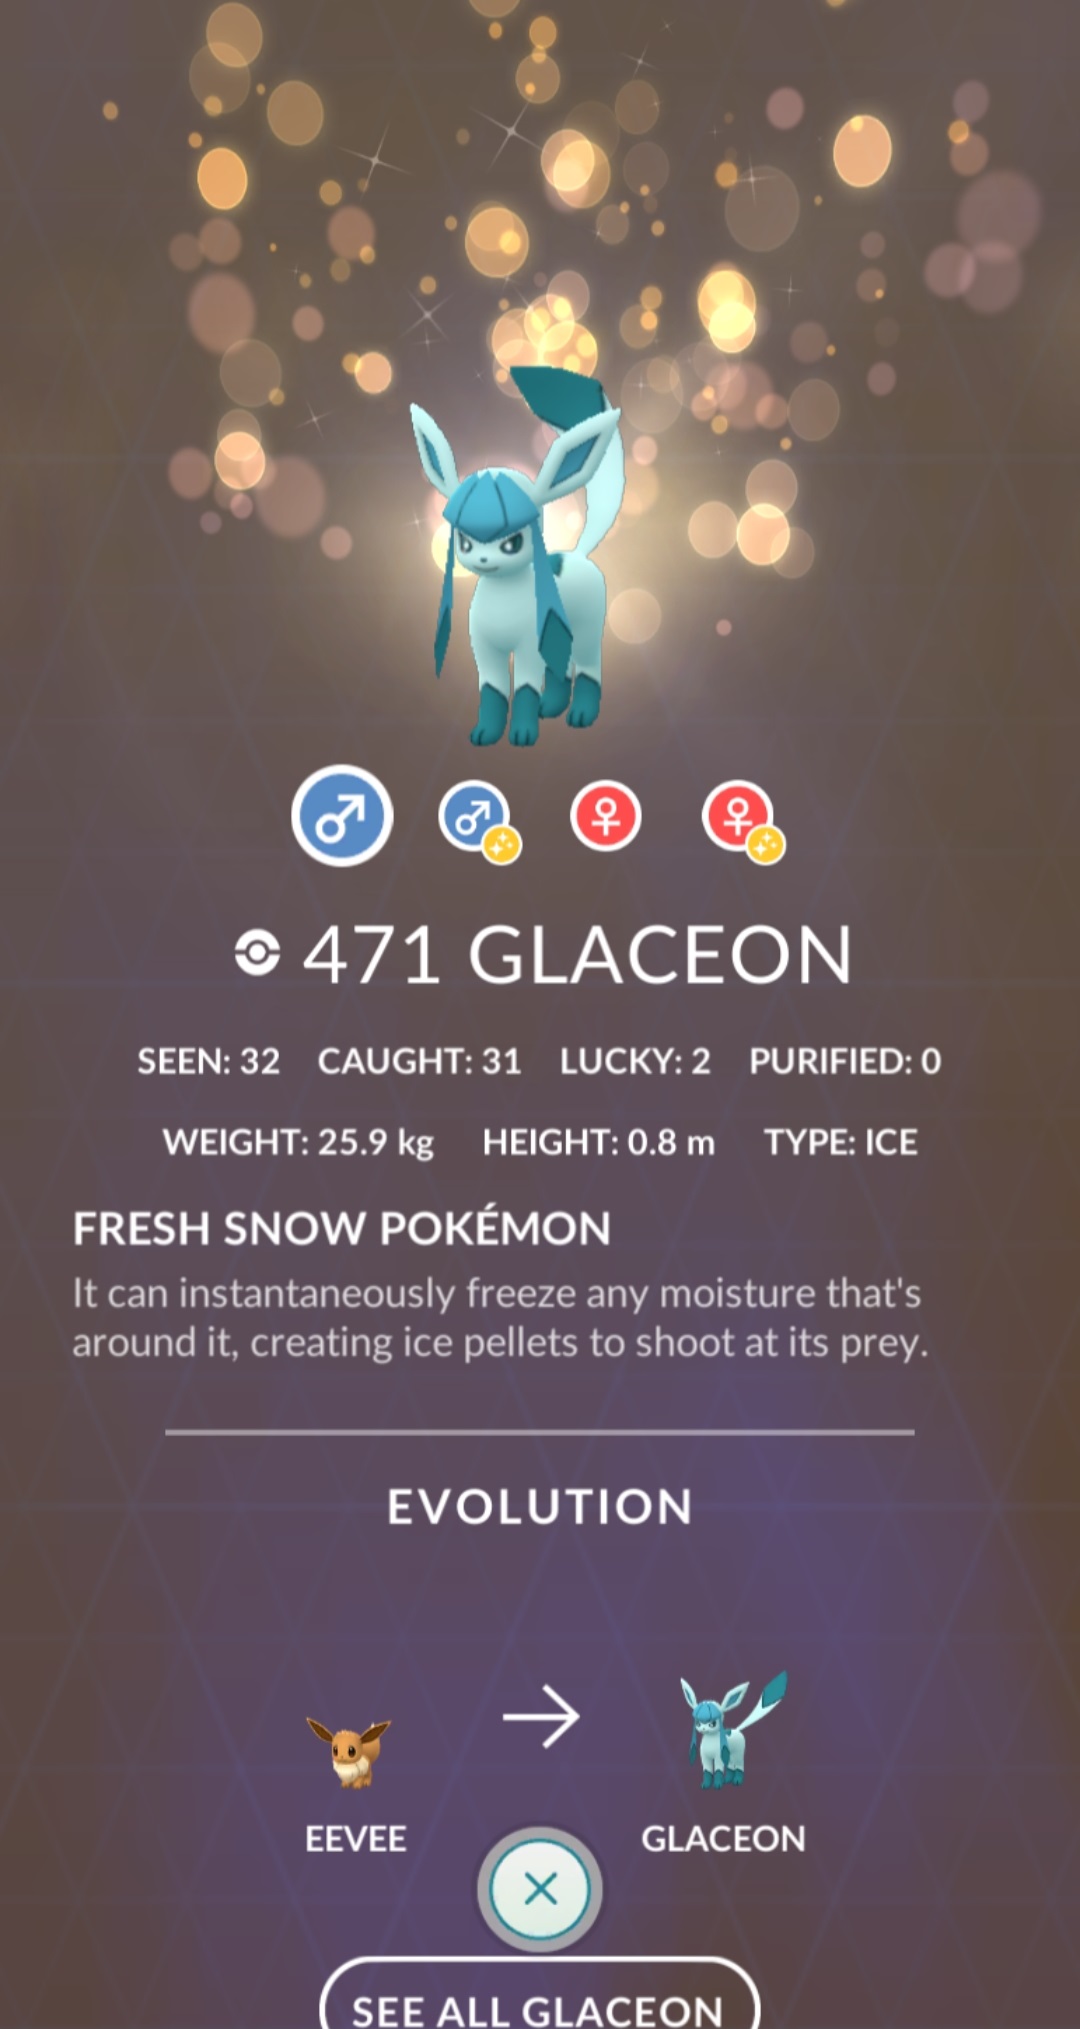 471 GLACEON
SEEN: 32 CAUGHT: 31 LUCKY: 2 PURIFIED: 0
WEIGHT: 25.9 kg HEIGHT: 0.8 m TYPE: ICE
FRESH SNOW POKÉMON
It can instantaneously freeze any moisture that's
around it, creating ice pellets to shoot at its prey.
EVOLUTION
EEVEE GLACEON
SEE ALL GLACEON